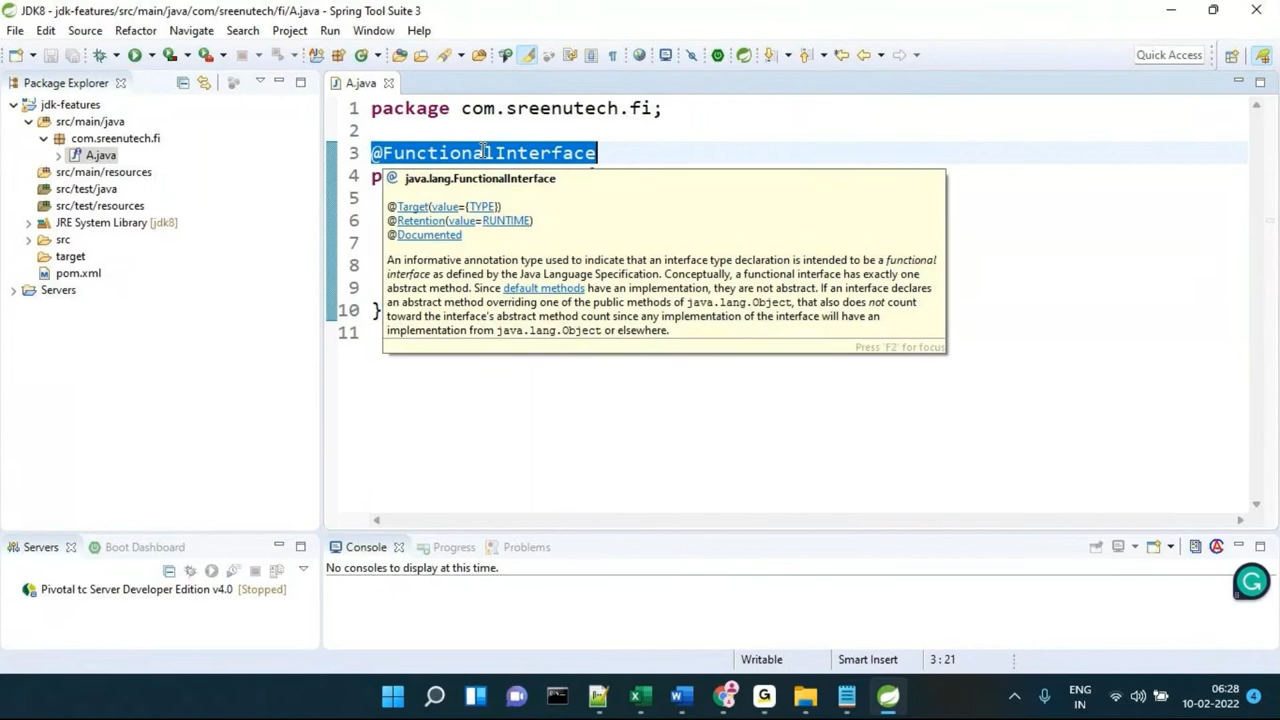 JDK8 - jdk-features/src/main/java/com/sreenutech/fi/A.java - Spring Tool Suite 3
File Edit Source Refactor Navigate Search Project Run Window Help
Quick Access
Package Explorer
jdk-features
src/main/java
com.sreenutech.fi
A.java
src/main/resources
src/test/java
src/test/resources
JRE System Library [jdk8]
src
target
pom.xml
Servers
A.java
1 package com.sreenutech.fi;
2
3 @FunctionalInterface
4 p
5
6
7
8
9
10 }
11
@ java.lang.FunctionalInterface
@Target(value={TYPE})
@Retention(value=RUNTIME)
@Documented
An informative annotation type used to indicate that an interface type declaration is intended to be a functional
interface as defined by the Java Language Specification. Conceptually, a functional interface has exactly one
abstract method. Since default methods have an implementation, they are not abstract. If an interface declares
an abstract method overriding one of the public methods of java.lang.Object, that also does not count
toward the interface's abstract method count since any implementation of the interface will have an
implementation from java.lang.Object or elsewhere.
Press 'F2' for focus
Servers Boot Dashboard
Pivotal tc Server Developer Edition v4.0 [Stopped]
Console Progress Problems
No consoles to display at this time.
Writable Smart Insert 3 : 21
ENG
IN
06:28
10-02-2022
4